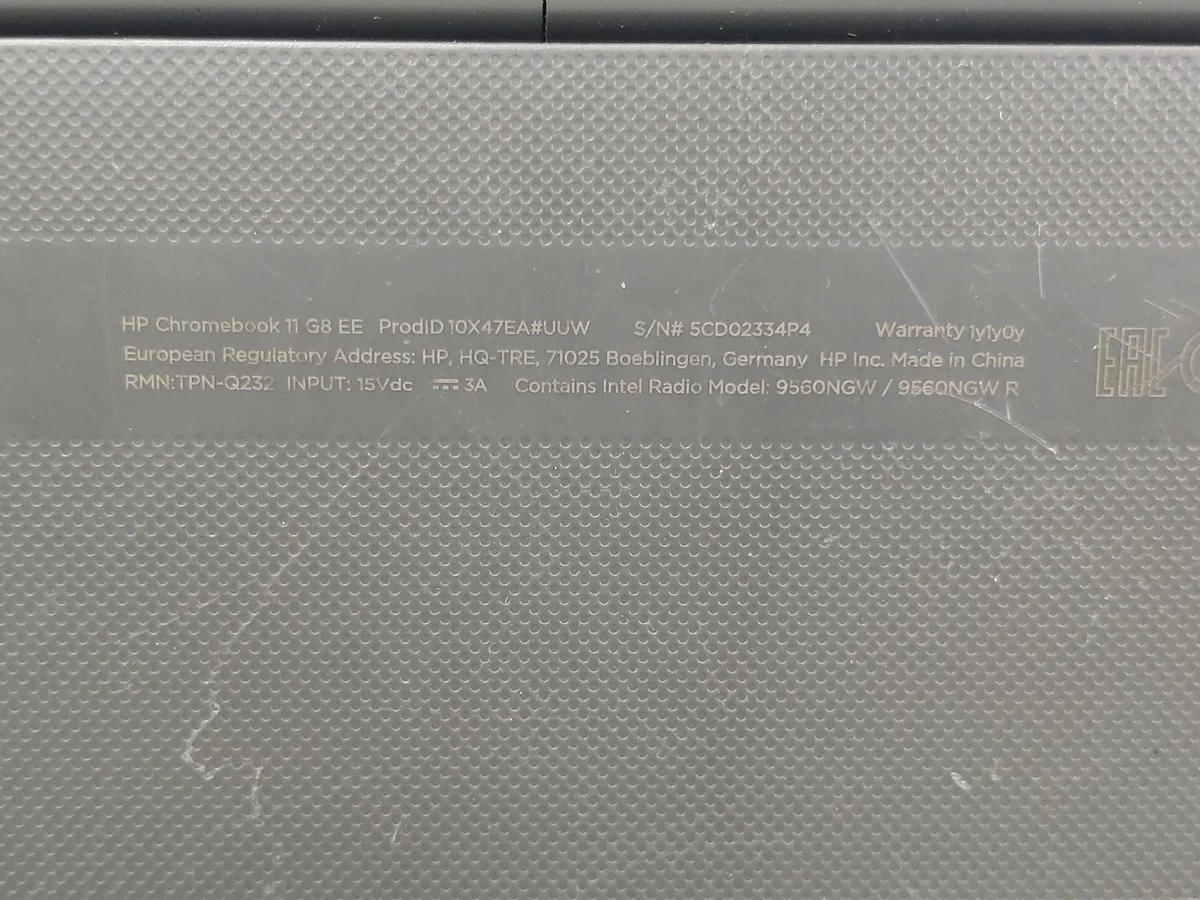 HP Chromebook 11 G8 EE ProdID 10X47EA#UUW S/N# 5CD02334P4 Warranty 1y1y0y
European Regulatory Address: HP, HQ-TRE, 71025 Boeblingen, Germany HP Inc. Made in China
RMN:TPN-Q232 INPUT: 15Vdc ⎓ 3A Contains Intel Radio Model: 9560NGW / 9560NGW R
EAC